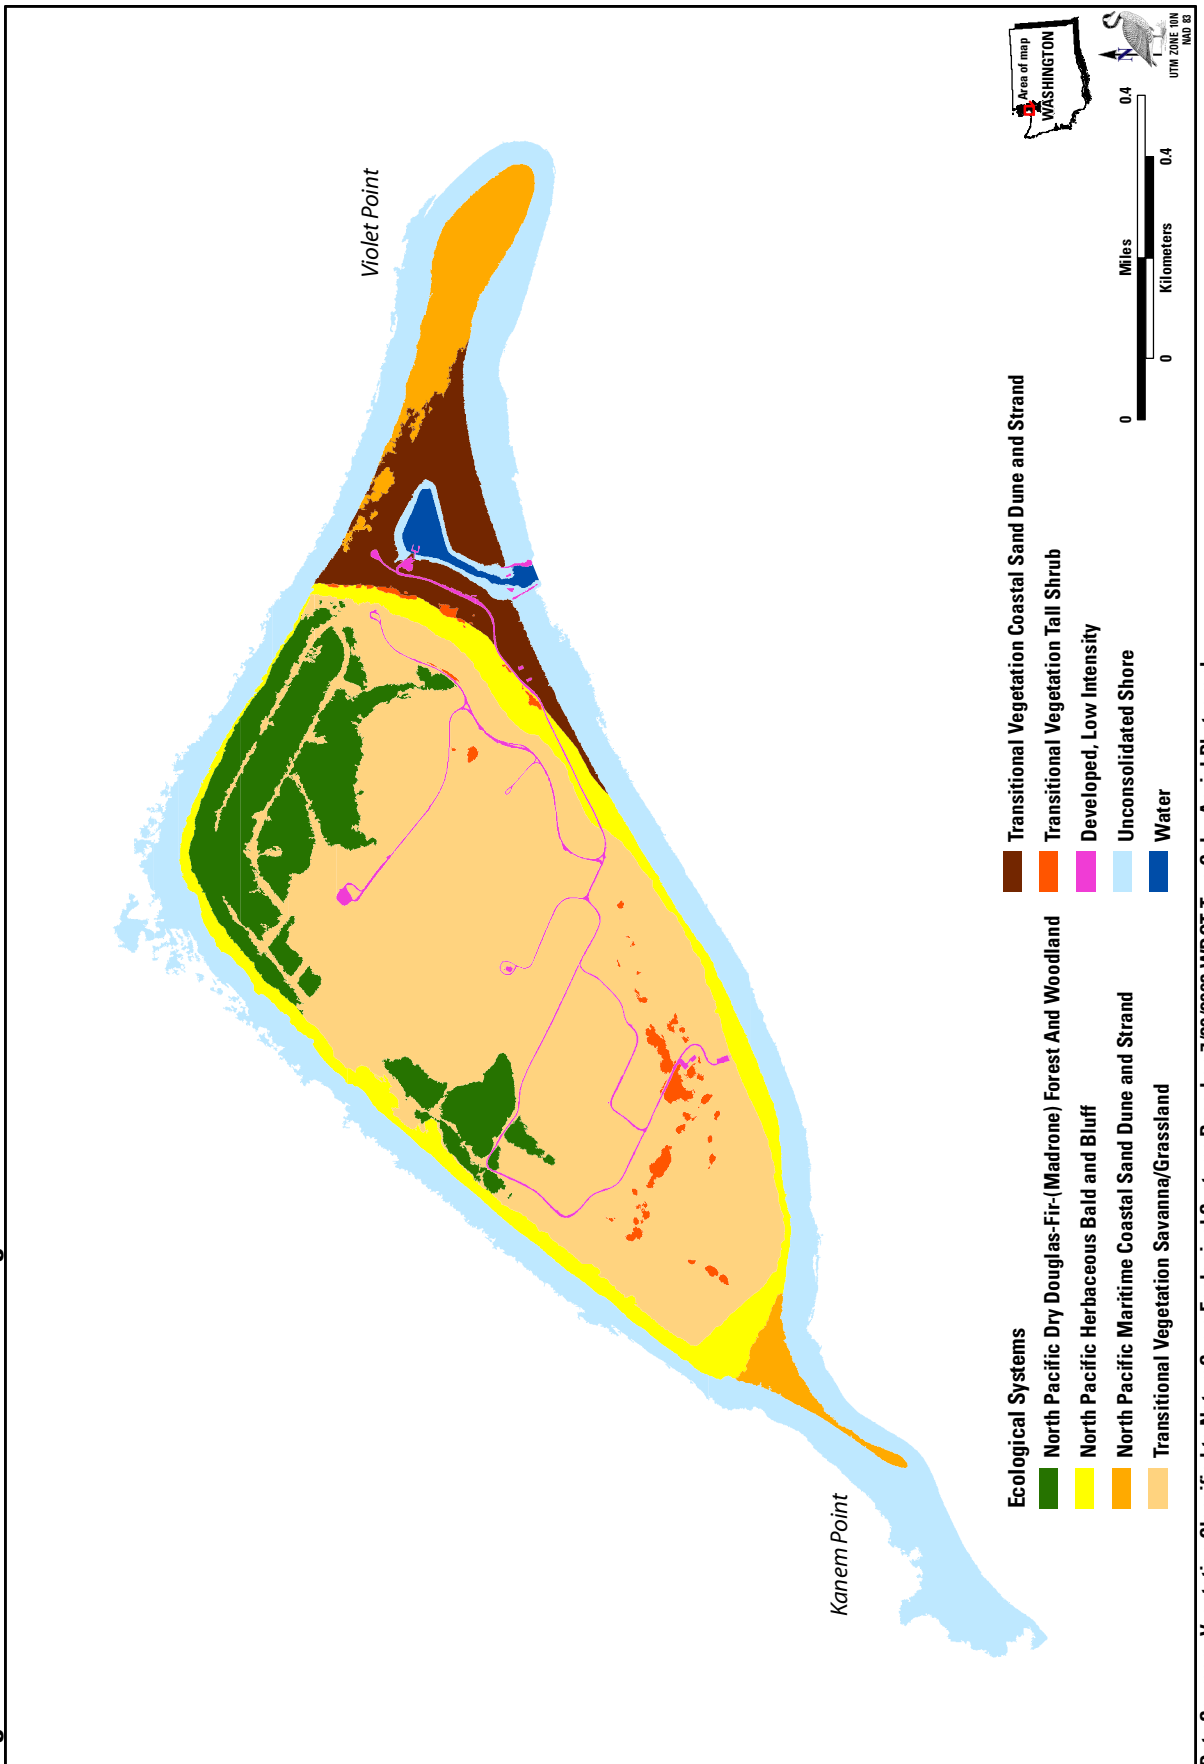 Violet Point
Kanem Point
Ecological Systems
North Pacific Dry Douglas-Fir-(Madrone) Forest And Woodland
North Pacific Herbaceous Bald and Bluff
North Pacific Maritime Coastal Sand Dune and Strand
Transitional Vegetation Savanna/Grassland
Transitional Vegetation Coastal Sand Dune and Strand
Transitional Vegetation Tall Shrub
Developed, Low Intensity
Unconsolidated Shore
Water
0 Miles 0.4
0 Kilometers 0.4
Area of map
WASHINGTON
N
UTM ZONE 10N
NAD 83